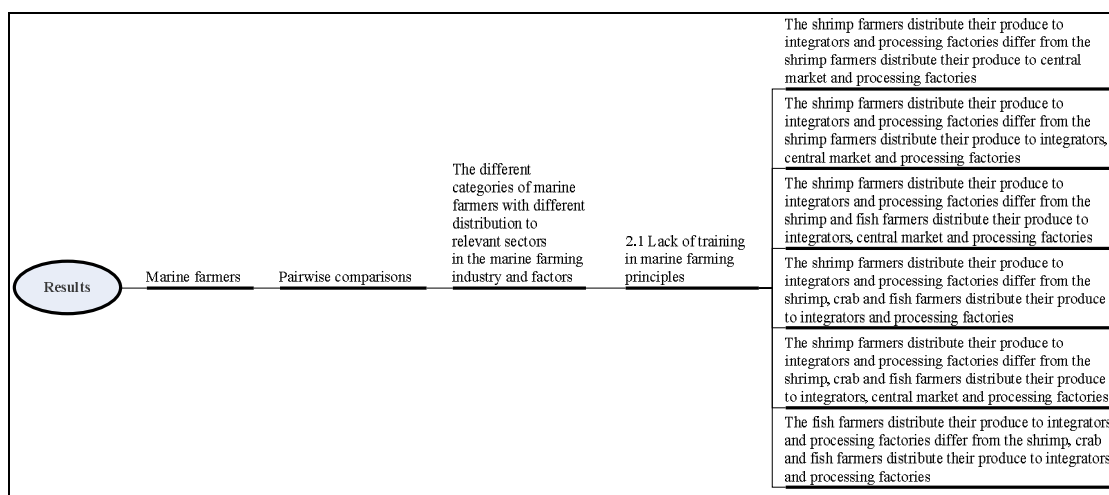 Results
Marine farmers
Pairwise comparisons
The different
categories of marine
farmers with different
distribution to
relevant sectors
in the marine farming
industry and factors
2.1 Lack of training
in marine farming
principles
The shrimp farmers distribute their produce to
integrators and processing factories differ from the
shrimp farmers distribute their produce to central
market and processing factories
The shrimp farmers distribute their produce to
integrators and processing factories differ from the
shrimp farmers distribute their produce to integrators,
central market and processing factories
The shrimp farmers distribute their produce to
integrators and processing factories differ from the
shrimp and fish farmers distribute their produce to
integrators, central market and processing factories
The shrimp farmers distribute their produce to
integrators and processing factories differ from the
shrimp, crab and fish farmers distribute their produce
to integrators and processing factories
The shrimp farmers distribute their produce to
integrators and processing factories differ from the
shrimp, crab and fish farmers distribute their produce
to integrators, central market and processing factories
The fish farmers distribute their produce to integrators
and processing factories differ from the shrimp, crab
and fish farmers distribute their produce to integrators
and processing factories